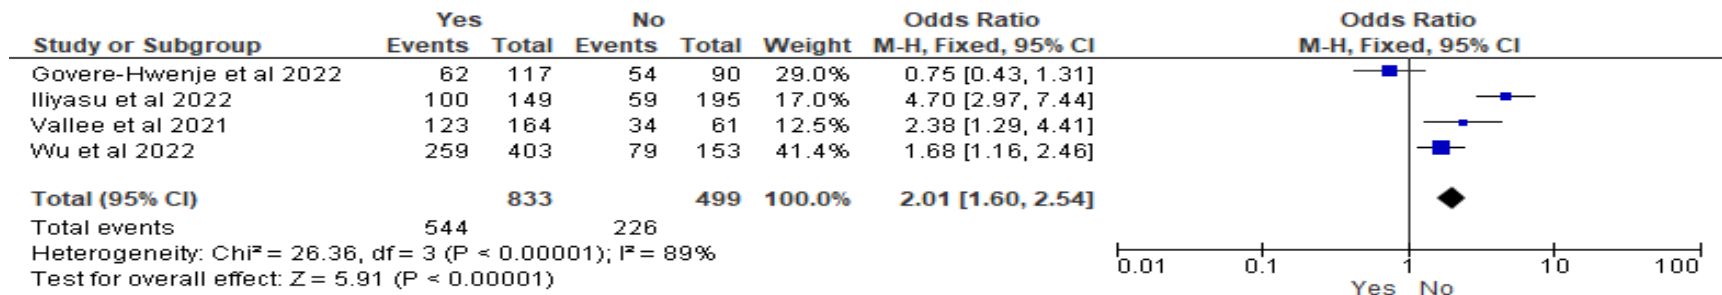 Yes No Odds Ratio Odds Ratio
Study or Subgroup Events Total Events Total Weight M-H, Fixed, 95% CI M-H, Fixed, 95% CI
Govere-Hwenje et al 2022 62 117 54 90 29.0% 0.75 [0.43, 1.31]
Iliyasu et al 2022 100 149 59 195 17.0% 4.70 [2.97, 7.44]
Vallee et al 2021 123 164 34 61 12.5% 2.38 [1.29, 4.41]
Wu et al 2022 259 403 79 153 41.4% 1.68 [1.16, 2.46]
Total (95% CI) 833 499 100.0% 2.01 [1.60, 2.54]
Total events 544 226
Heterogeneity: Chi² = 26.36, df = 3 (P < 0.00001); I² = 89%
Test for overall effect: Z = 5.91 (P < 0.00001)
0.01 0.1 1 10 100
Yes No